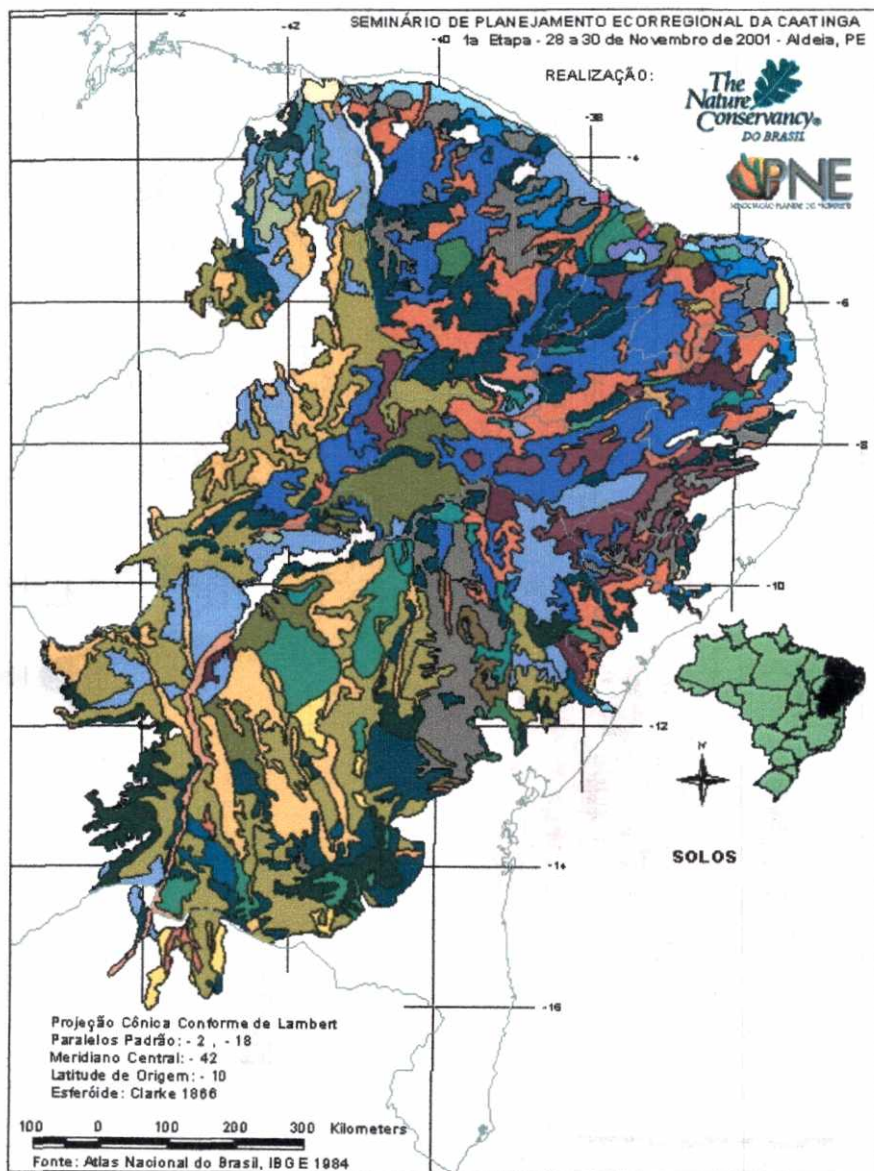 SEMINÁRIO DE PLANEJAMENTO ECORREGIONAL DA CAATINGA
1a Etapa - 28 a 30 de Novembro de 2001 - Aldeia, PE
-2
-42
-40
REALIZAÇÃO:
The
Nature
Conservancy®
DO BRASIL
-38
-4
PNE
-6
-8
-10
-12
N
SOLOS
-14
-16
Projeção Cônica Conforme de Lambert
Paralelos Padrão: - 2 , - 18
Meridiano Central: - 42
Latitude de Origem: - 10
Esferóide: Clarke 1866
100 0 100 200 300 Kilometers
Fonte: Atlas Nacional do Brasil, IBGE 1984